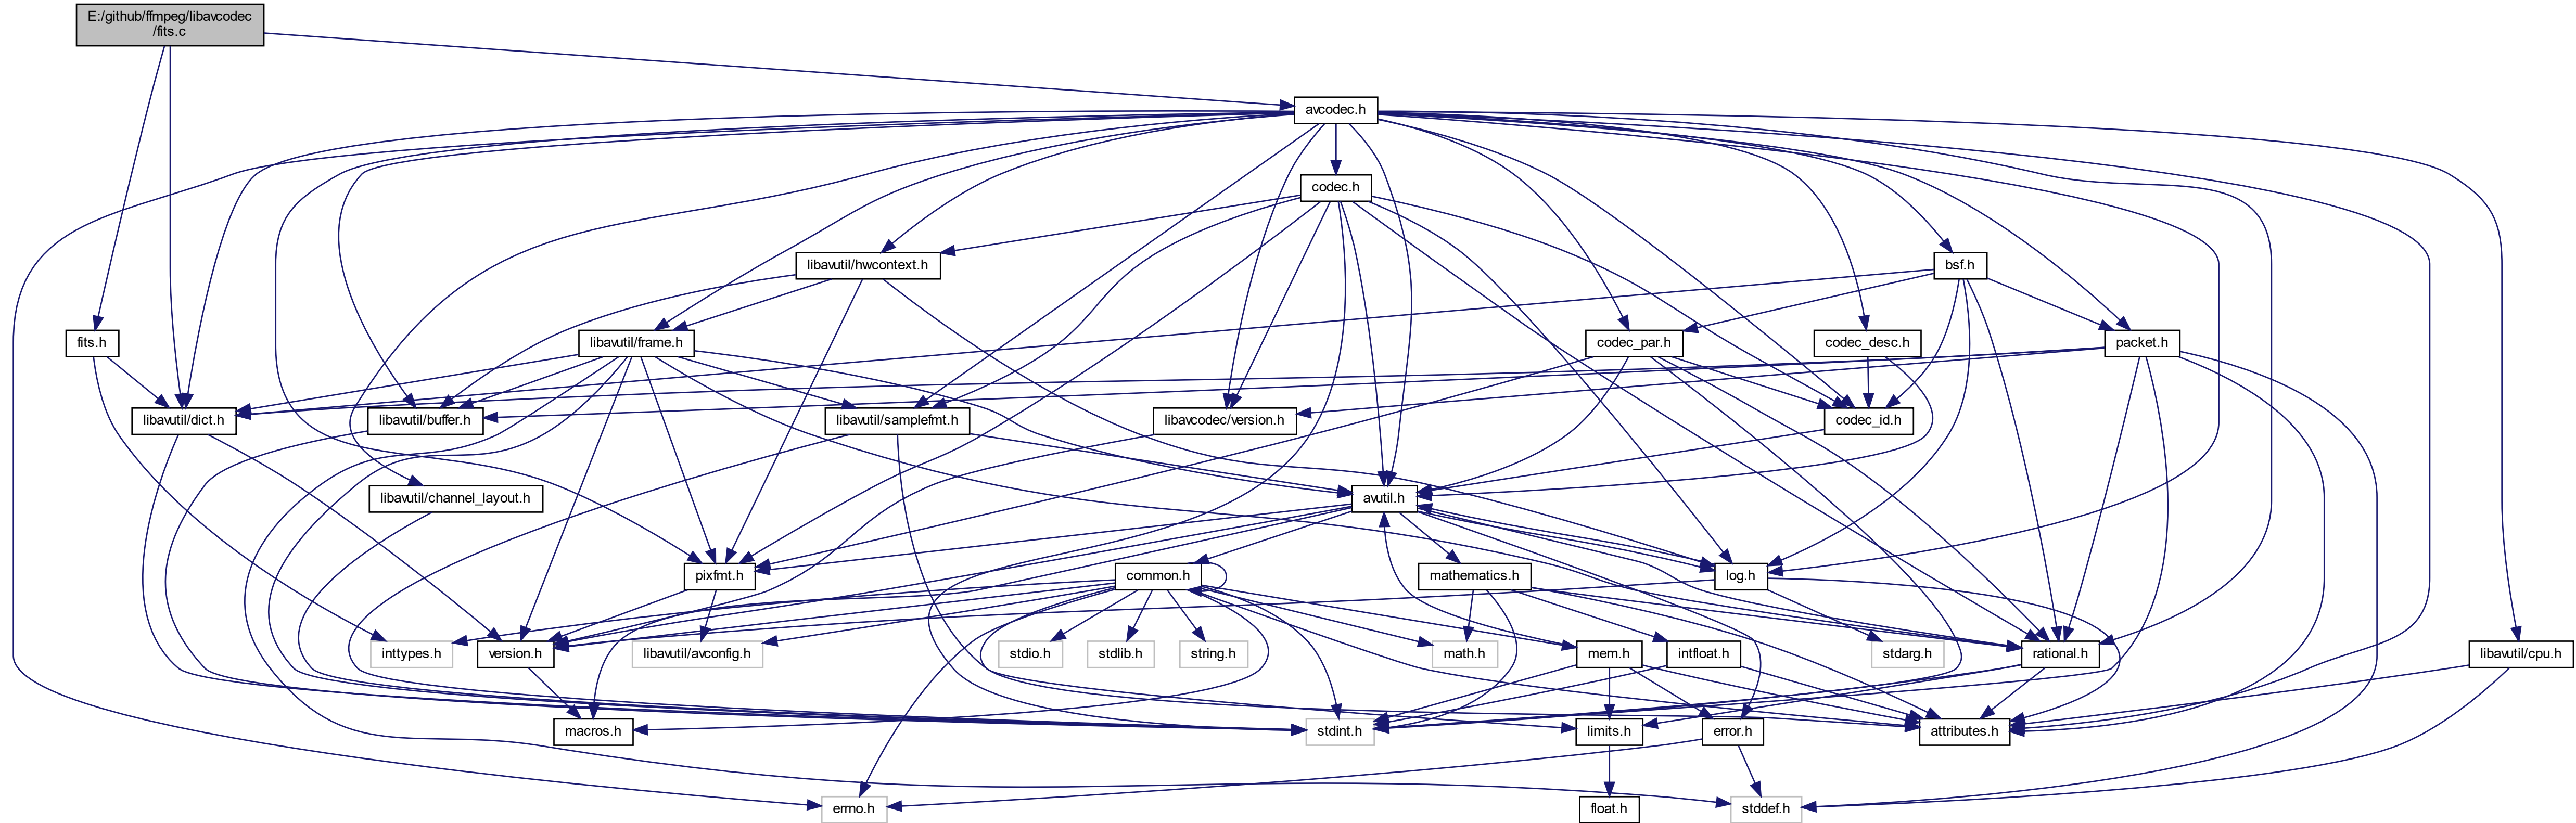 E:/github/ffmpeg/libavcodec
/fits.c
avcodec.h
codec.h
libavutil/hwcontext.h
bsf.h
fits.h
libavutil/frame.h
codec_par.h
codec_desc.h
packet.h
libavutil/dict.h
libavutil/buffer.h
libavutil/samplefmt.h
libavcodec/version.h
codec_id.h
libavutil/channel_layout.h
avutil.h
pixfmt.h
common.h
mathematics.h
log.h
inttypes.h
version.h
libavutil/avconfig.h
stdio.h
stdlib.h
string.h
math.h
mem.h
intfloat.h
stdarg.h
rational.h
libavutil/cpu.h
macros.h
stdint.h
limits.h
error.h
attributes.h
errno.h
float.h
stddef.h